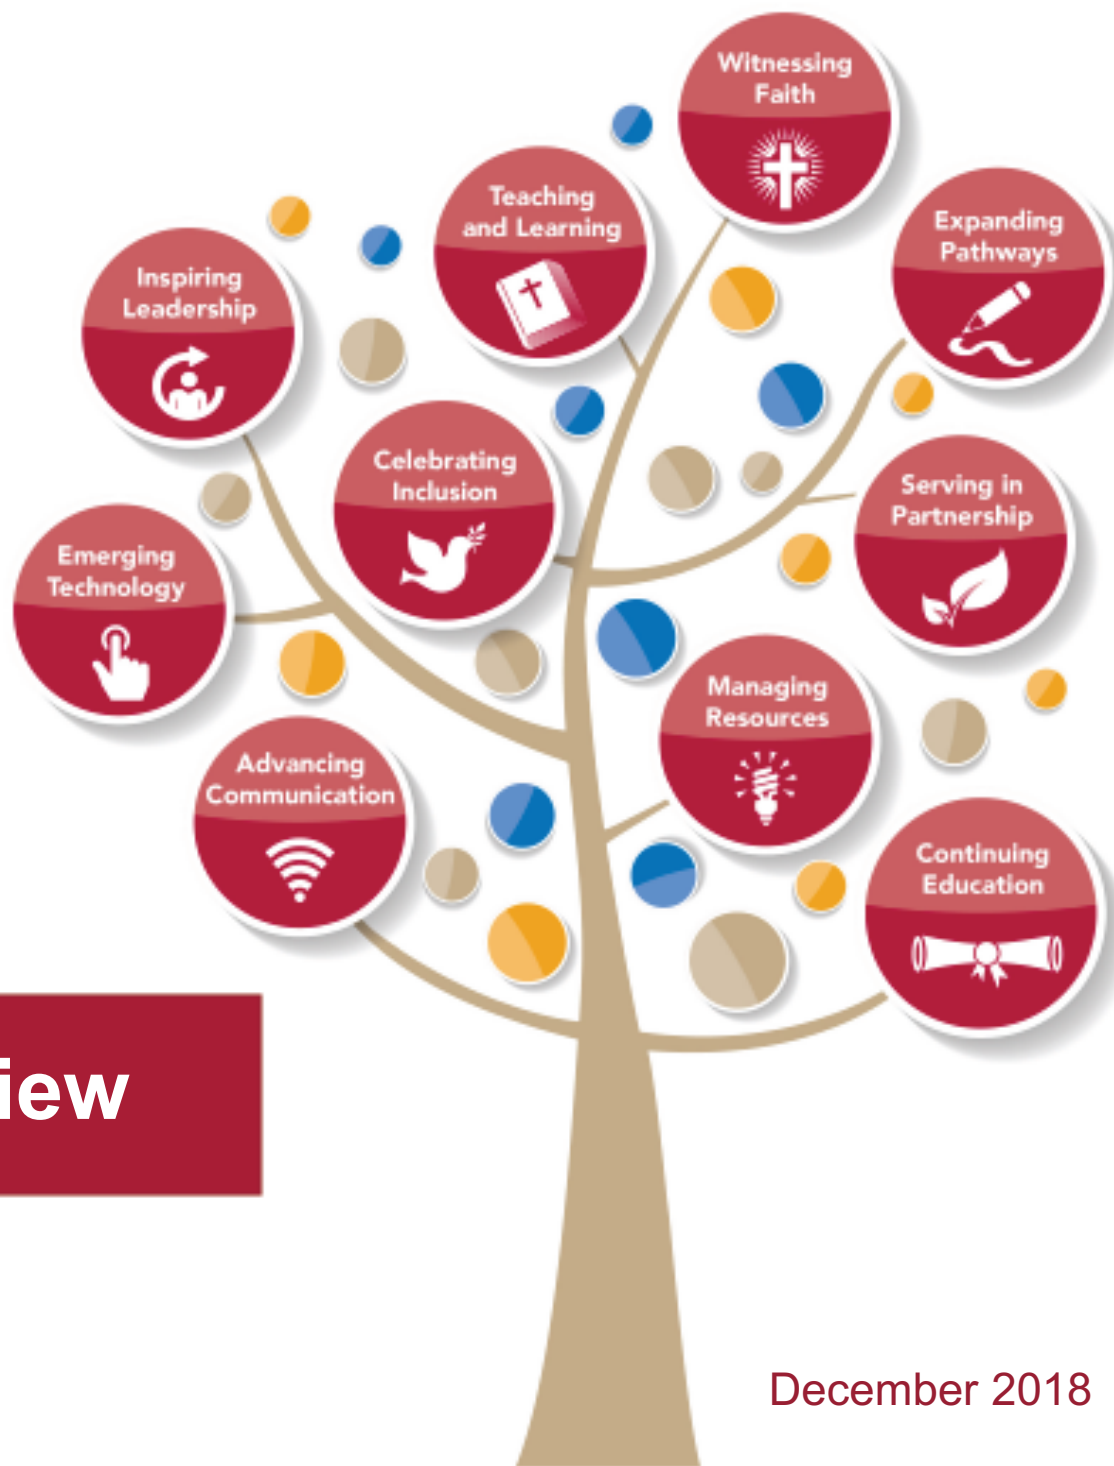 Witnessing
Faith
Teaching
and Learning
Expanding
Pathways
Inspiring
Leadership
Celebrating
Inclusion
Serving in
Partnership
Emerging
Technology
Managing
Resources
Advancing
Communication
Continuing
Education
iew
December 2018